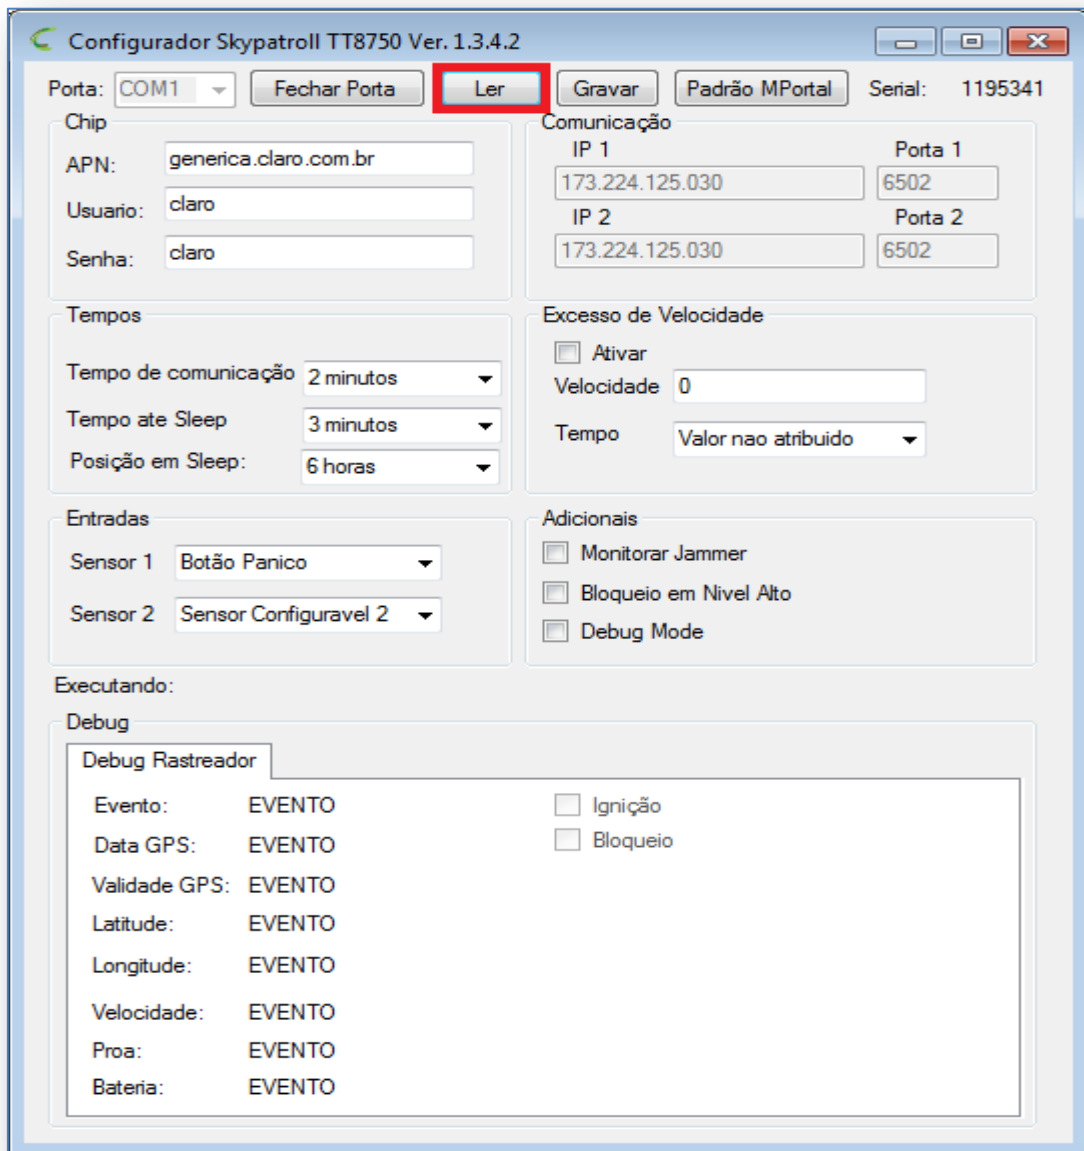 Configurador Skypatroll TT8750 Ver. 1.3.4.2
Porta: COM1 Fechar Porta Ler Gravar Padrão MPortal Serial: 1195341
Chip
APN: generica.claro.com.br
Usuario: claro
Senha: claro
Comunicação
IP 1 Porta 1
173.224.125.030 6502
IP 2 Porta 2
173.224.125.030 6502
Tempos
Tempo de comunicação 2 minutos
Tempo ate Sleep 3 minutos
Posição em Sleep: 6 horas
Excesso de Velocidade
Ativar
Velocidade 0
Tempo Valor nao atribuido
Entradas
Sensor 1 Botão Panico
Sensor 2 Sensor Configuravel 2
Adicionais
Monitorar Jammer
Bloqueio em Nivel Alto
Debug Mode
Executando:
Debug
Debug Rastreador
Evento: EVENTO Ignição
Data GPS: EVENTO Bloqueio
Validade GPS: EVENTO
Latitude: EVENTO
Longitude: EVENTO
Velocidade: EVENTO
Proa: EVENTO
Bateria: EVENTO